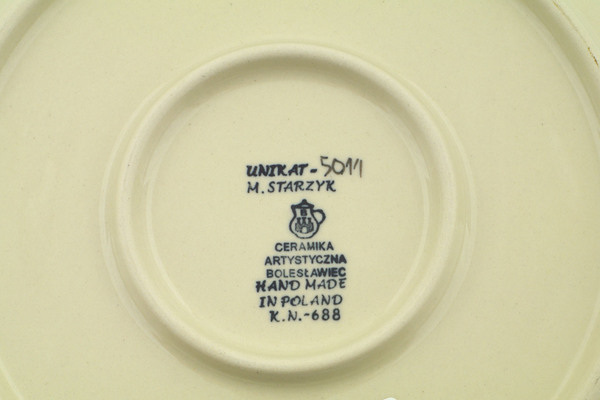 UNIKAT - 5011
M. STARZYK
B
CERAMIKA
ARTYSTYCZNA
BOLESŁAWIEC
HAND MADE
IN POLAND
K.N.-688